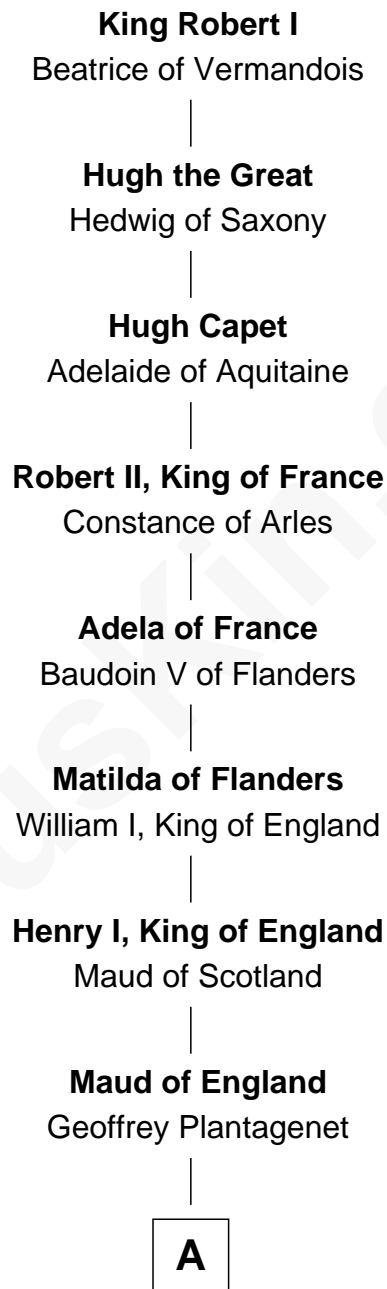 King Robert I
Beatrice of Vermandois
Hugh the Great
Hedwig of Saxony
Hugh Capet
Adelaide of Aquitaine
Robert II, King of France
Constance of Arles
Adela of France
Baudoin V of Flanders
Matilda of Flanders
William I, King of England
Henry I, King of England
Maud of Scotland
Maud of England
Geoffrey Plantagenet
A